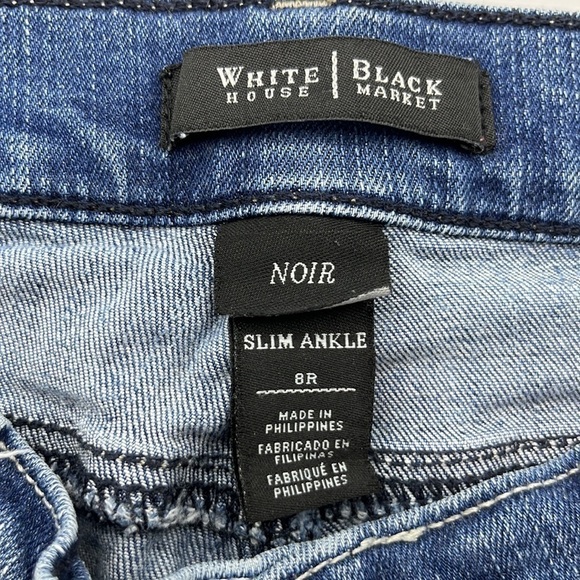 WHITE | BLACK
HOUSE | MARKET
NOIR
SLIM ANKLE
8R
MADE IN
PHILIPPINES
FABRICADO EN
FILIPINAS
FABRIQUÉ EN
PHILIPPINES